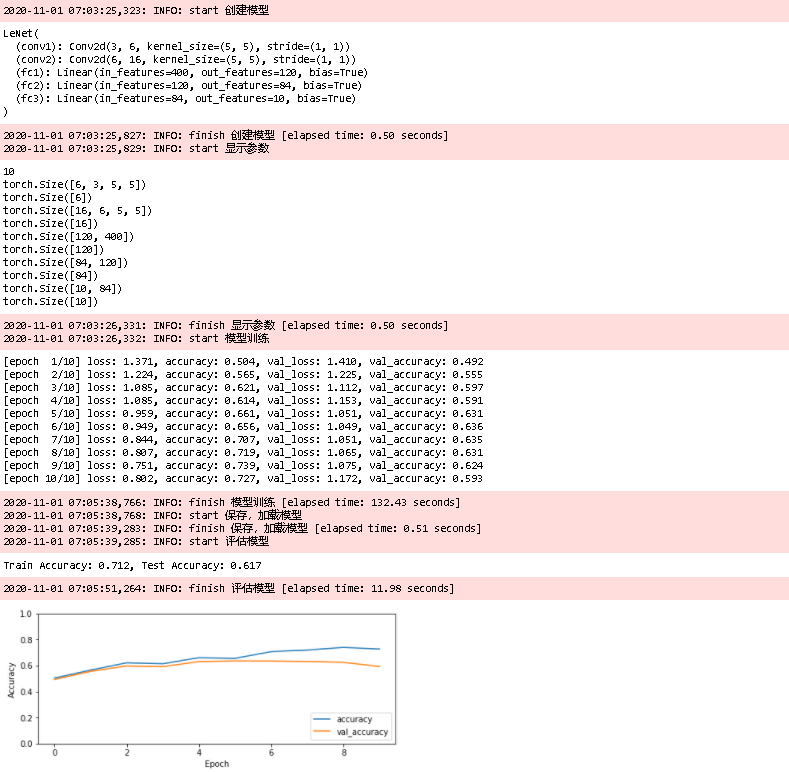 2020-11-01 07:03:25,323: INFO: start 创建模型
LeNet(
  (conv1): Conv2d(3, 6, kernel_size=(5, 5), stride=(1, 1))
  (conv2): Conv2d(6, 16, kernel_size=(5, 5), stride=(1, 1))
  (fc1): Linear(in_features=400, out_features=120, bias=True)
  (fc2): Linear(in_features=120, out_features=84, bias=True)
  (fc3): Linear(in_features=84, out_features=10, bias=True)
)
2020-11-01 07:03:25,827: INFO: finish 创建模型 [elapsed time: 0.50 seconds]
2020-11-01 07:03:25,829: INFO: start 显示参数
10
torch.Size([6, 3, 5, 5])
torch.Size([6])
torch.Size([16, 6, 5, 5])
torch.Size([16])
torch.Size([120, 400])
torch.Size([120])
torch.Size([84, 120])
torch.Size([84])
torch.Size([10, 84])
torch.Size([10])
2020-11-01 07:03:26,331: INFO: finish 显示参数 [elapsed time: 0.50 seconds]
2020-11-01 07:03:26,332: INFO: start 模型训练
[epoch  1/10] loss: 1.371, accuracy: 0.504, val_loss: 1.410, val_accuracy: 0.492
[epoch  2/10] loss: 1.224, accuracy: 0.565, val_loss: 1.225, val_accuracy: 0.555
[epoch  3/10] loss: 1.085, accuracy: 0.621, val_loss: 1.112, val_accuracy: 0.597
[epoch  4/10] loss: 1.085, accuracy: 0.614, val_loss: 1.153, val_accuracy: 0.591
[epoch  5/10] loss: 0.959, accuracy: 0.661, val_loss: 1.051, val_accuracy: 0.631
[epoch  6/10] loss: 0.949, accuracy: 0.656, val_loss: 1.049, val_accuracy: 0.636
[epoch  7/10] loss: 0.844, accuracy: 0.707, val_loss: 1.051, val_accuracy: 0.635
[epoch  8/10] loss: 0.807, accuracy: 0.719, val_loss: 1.065, val_accuracy: 0.631
[epoch  9/10] loss: 0.751, accuracy: 0.739, val_loss: 1.075, val_accuracy: 0.624
[epoch 10/10] loss: 0.802, accuracy: 0.727, val_loss: 1.172, val_accuracy: 0.593
2020-11-01 07:05:38,766: INFO: finish 模型训练 [elapsed time: 132.43 seconds]
2020-11-01 07:05:38,768: INFO: start 保存，加载模型
2020-11-01 07:05:39,283: INFO: finish 保存，加载模型 [elapsed time: 0.51 seconds]
2020-11-01 07:05:39,285: INFO: start 评估模型
Train Accuracy: 0.712, Test Accuracy: 0.617
2020-11-01 07:05:51,264: INFO: finish 评估模型 [elapsed time: 11.98 seconds]
1.0
0.8
0.6
0.4
0.2
0.0
Accuracy
accuracy
val_accuracy
0 2 4 6 8
Epoch